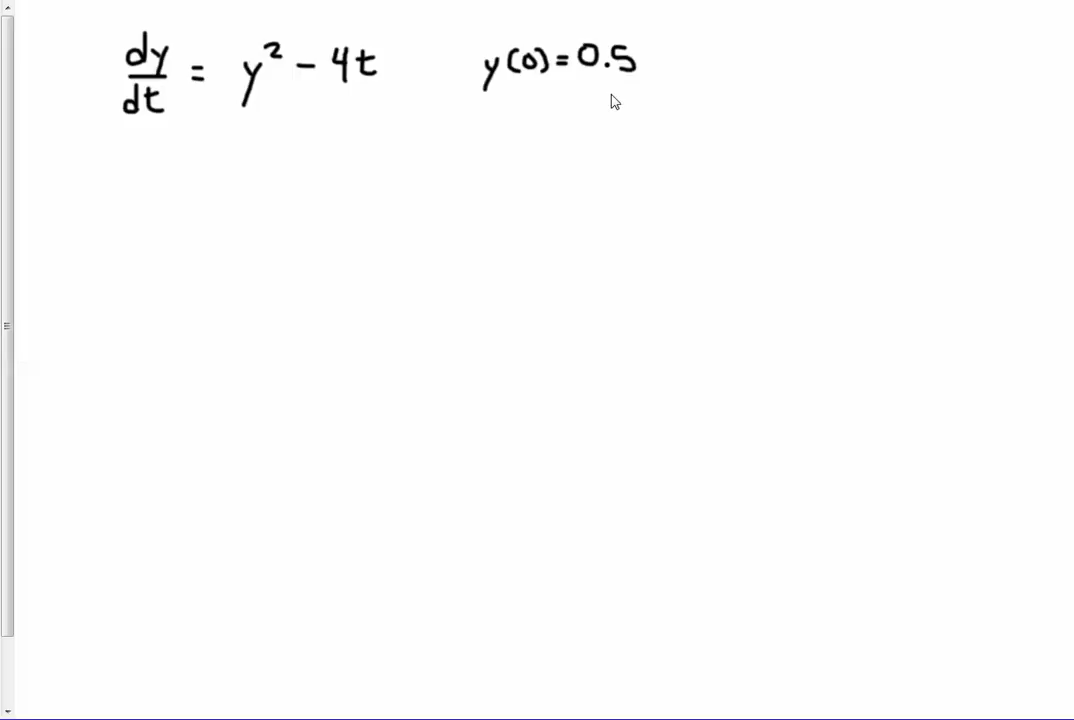 dy/dt = y² - 4t    y(0) = 0.5